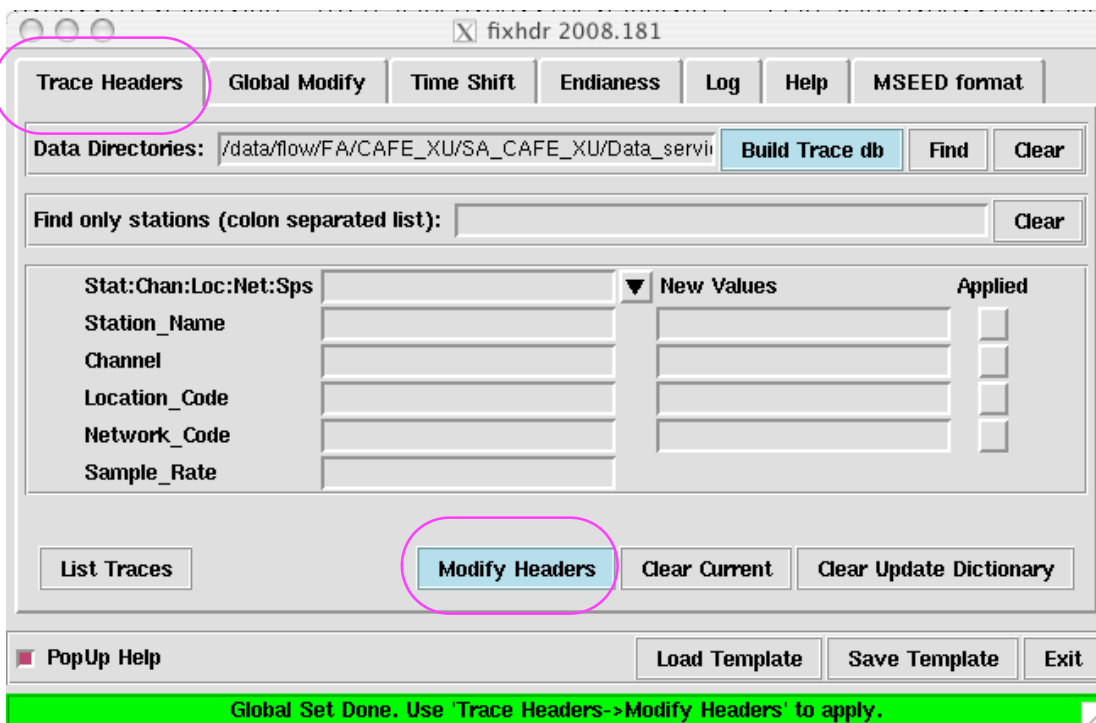 fixhdr 2008.181
Trace Headers Global Modify Time Shift Endianess Log Help MSEED format
Data Directories: /data/flow/FA/CAFE_XU/SA_CAFE_XU/Data_servi Build Trace db Find Clear
Find only stations (colon separated list): Clear
Stat:Chan:Loc:Net:Sps New Values Applied
Station_Name
Channel
Location_Code
Network_Code
Sample_Rate
List Traces Modify Headers Clear Current Clear Update Dictionary
PopUp Help Load Template Save Template Exit
Global Set Done. Use 'Trace Headers->Modify Headers' to apply.